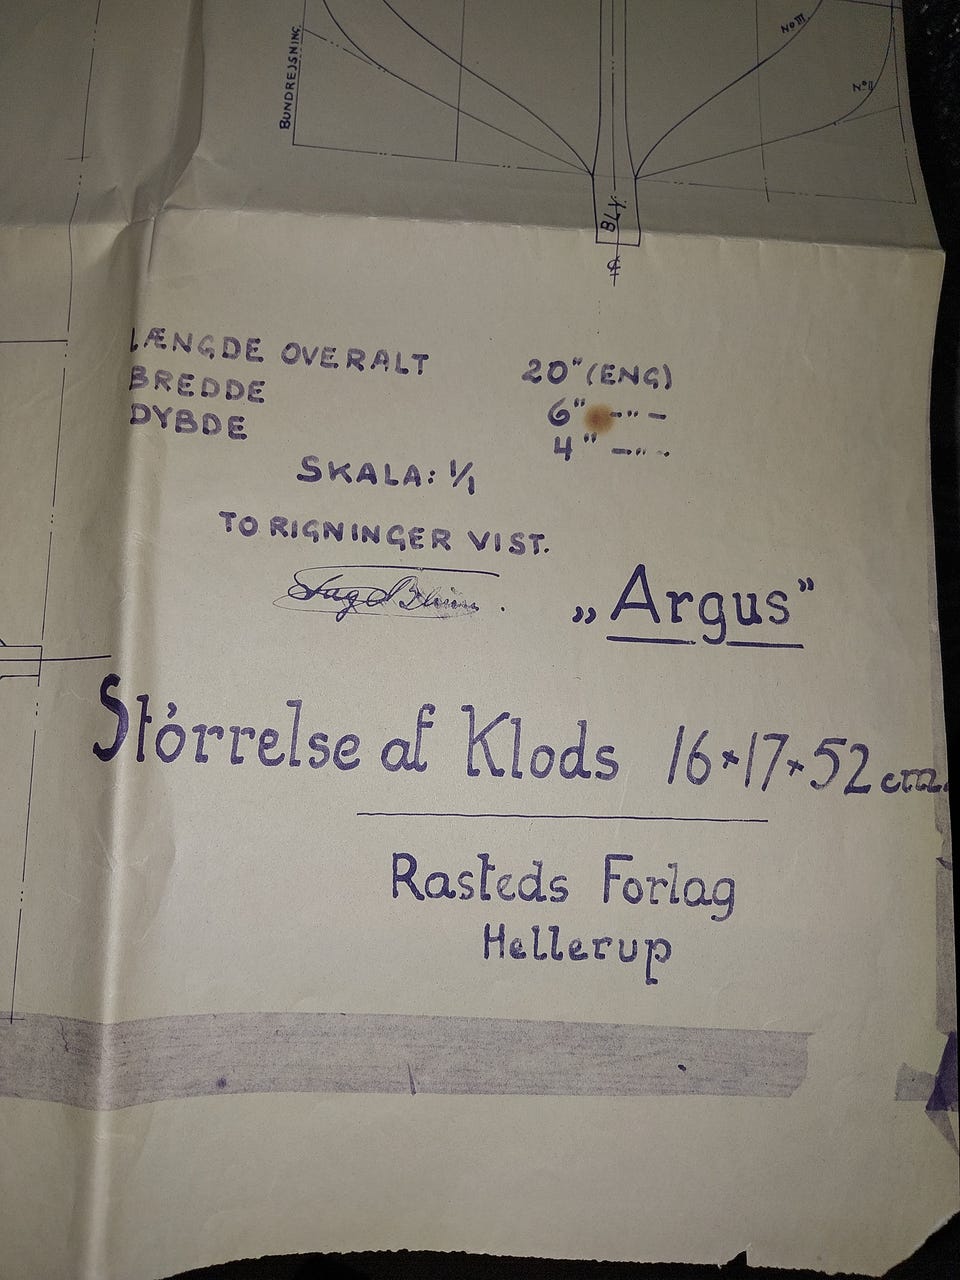 BUNDREJSNING.
No III.
No II
BLY
LÆNGDE OVERALT 20" (ENG)
BREDDE 6" -"-
DYBDE 4" -"-
SKALA: 1/1
TO RIGNINGER VIST.
„Argus”
Störrelse af Klods 16×17×52 cm.
Rasteds Forlag
Hellerup